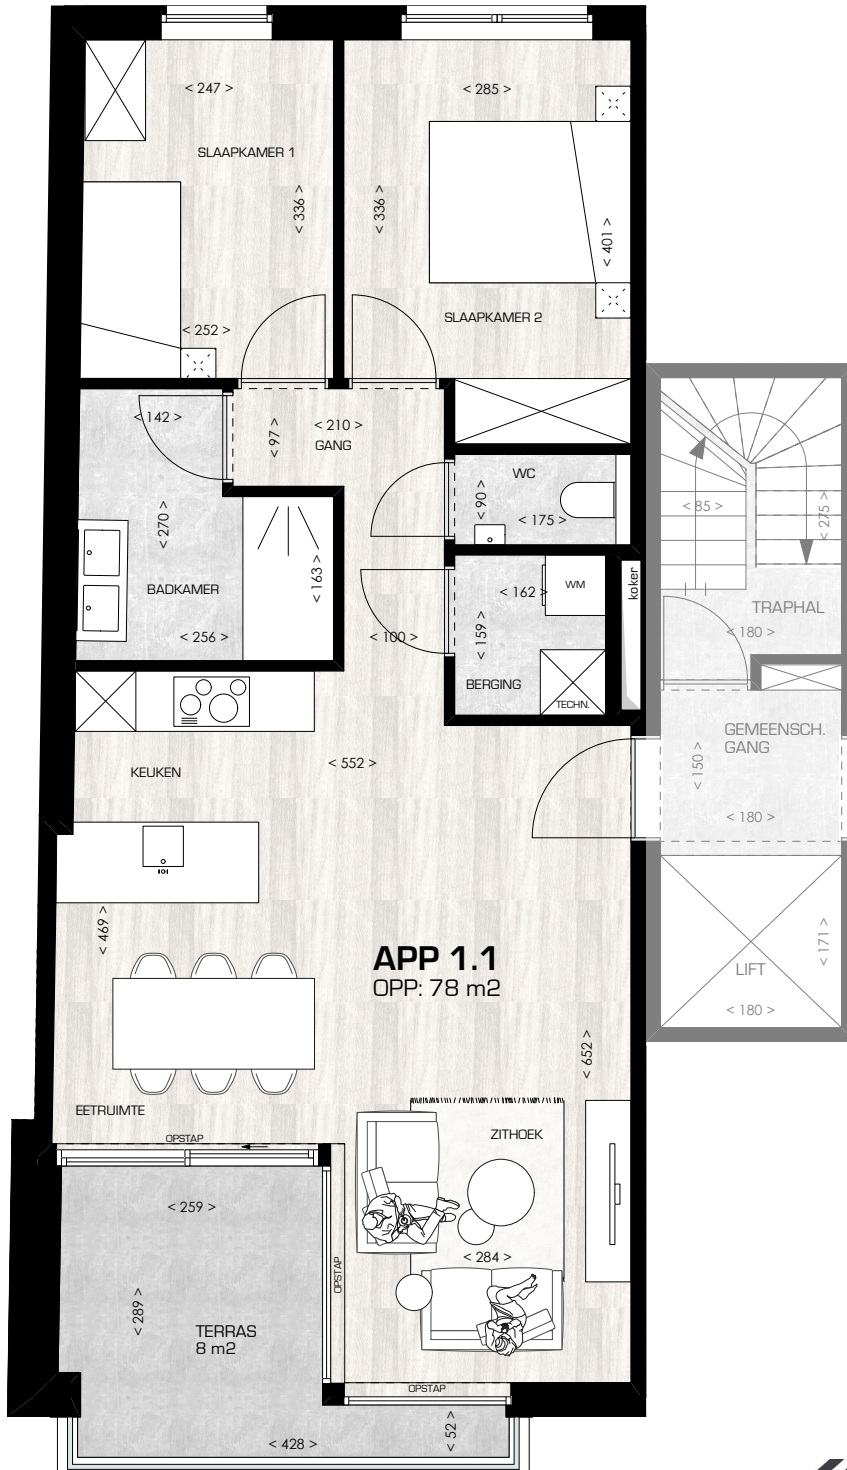 < 247 >
< 285 >
SLAAPKAMER 1
< 336 >
< 336 >
< 401 >
SLAAPKAMER 2
< 252 >
< 142 >
< 97 >
< 210 >
GANG
WC
< 90 >
< 175 >
< 85 >
< 275 >
< 270 >
BADKAMER
< 163 >
< 256 >
< 100 >
< 162 >
WM
koker
< 159 >
BERGING
TECHN.
TRAPHAL
< 180 >
KEUKEN
< 552 >
GEMEENSCH.
GANG
< 150 >
< 180 >
< 469 >
APP 1.1
OPP: 78 m2
< 171 >
LIFT
< 180 >
< 652 >
EETRUIMTE
OPSTAP
ZITHOEK
< 259 >
< 284 >
OPSTAP
< 289 >
TERRAS
8 m2
OPSTAP
< 428 >
< 52 >